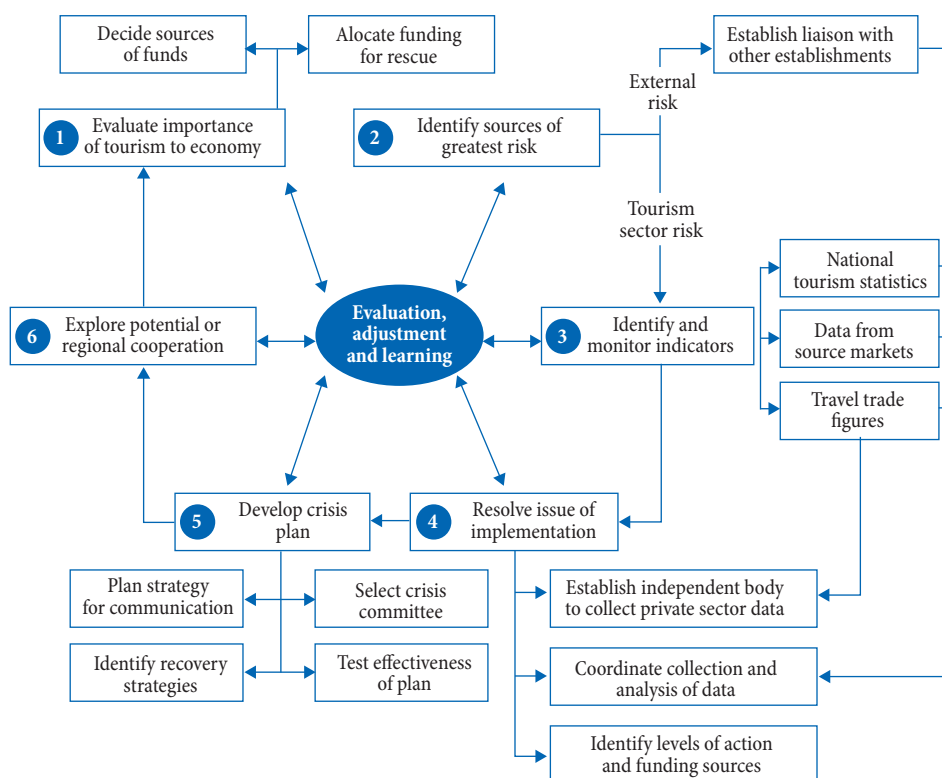 Decide sources
of funds
Alocate funding
for rescue
Establish liaison with
other establishments
External
risk
1
Evaluate importance
of tourism to economy
2
Identify sources of
greatest risk
Tourism
sector risk
National
tourism statistics
Evaluation,
adjustment
and learning
6
Explore potential or
regional cooperation
3
Identify and
monitor indicators
Data from
source markets
Travel trade
figures
5
Develop crisis
plan
4
Resolve issue of
implementation
Plan strategy
for communication
Select crisis
committee
Establish independent body
to collect private sector data
Identify recovery
strategies
Test effectiveness
of plan
Coordinate collection and
analysis of data
Identify levels of action
and funding sources